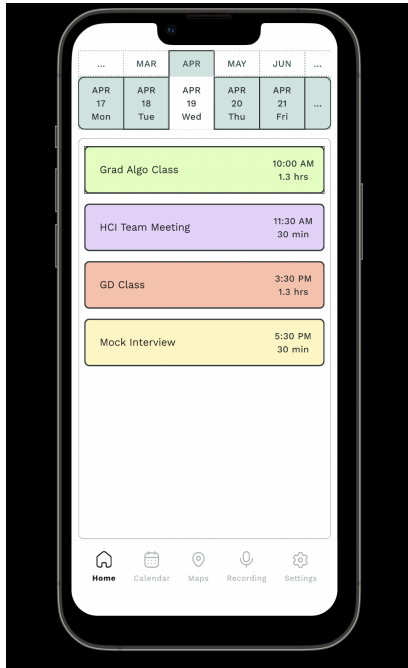 ... MAR APR MAY JUN ...
APR APR APR APR APR
17 18 19 20 21 ...
Mon Tue Wed Thu Fri
Grad Algo Class
10:00 AM
1.3 hrs
HCI Team Meeting
11:30 AM
30 min
GD Class
3:30 PM
1.3 hrs
Mock Interview
5:30 PM
30 min
Home Calendar Maps Recording Settings